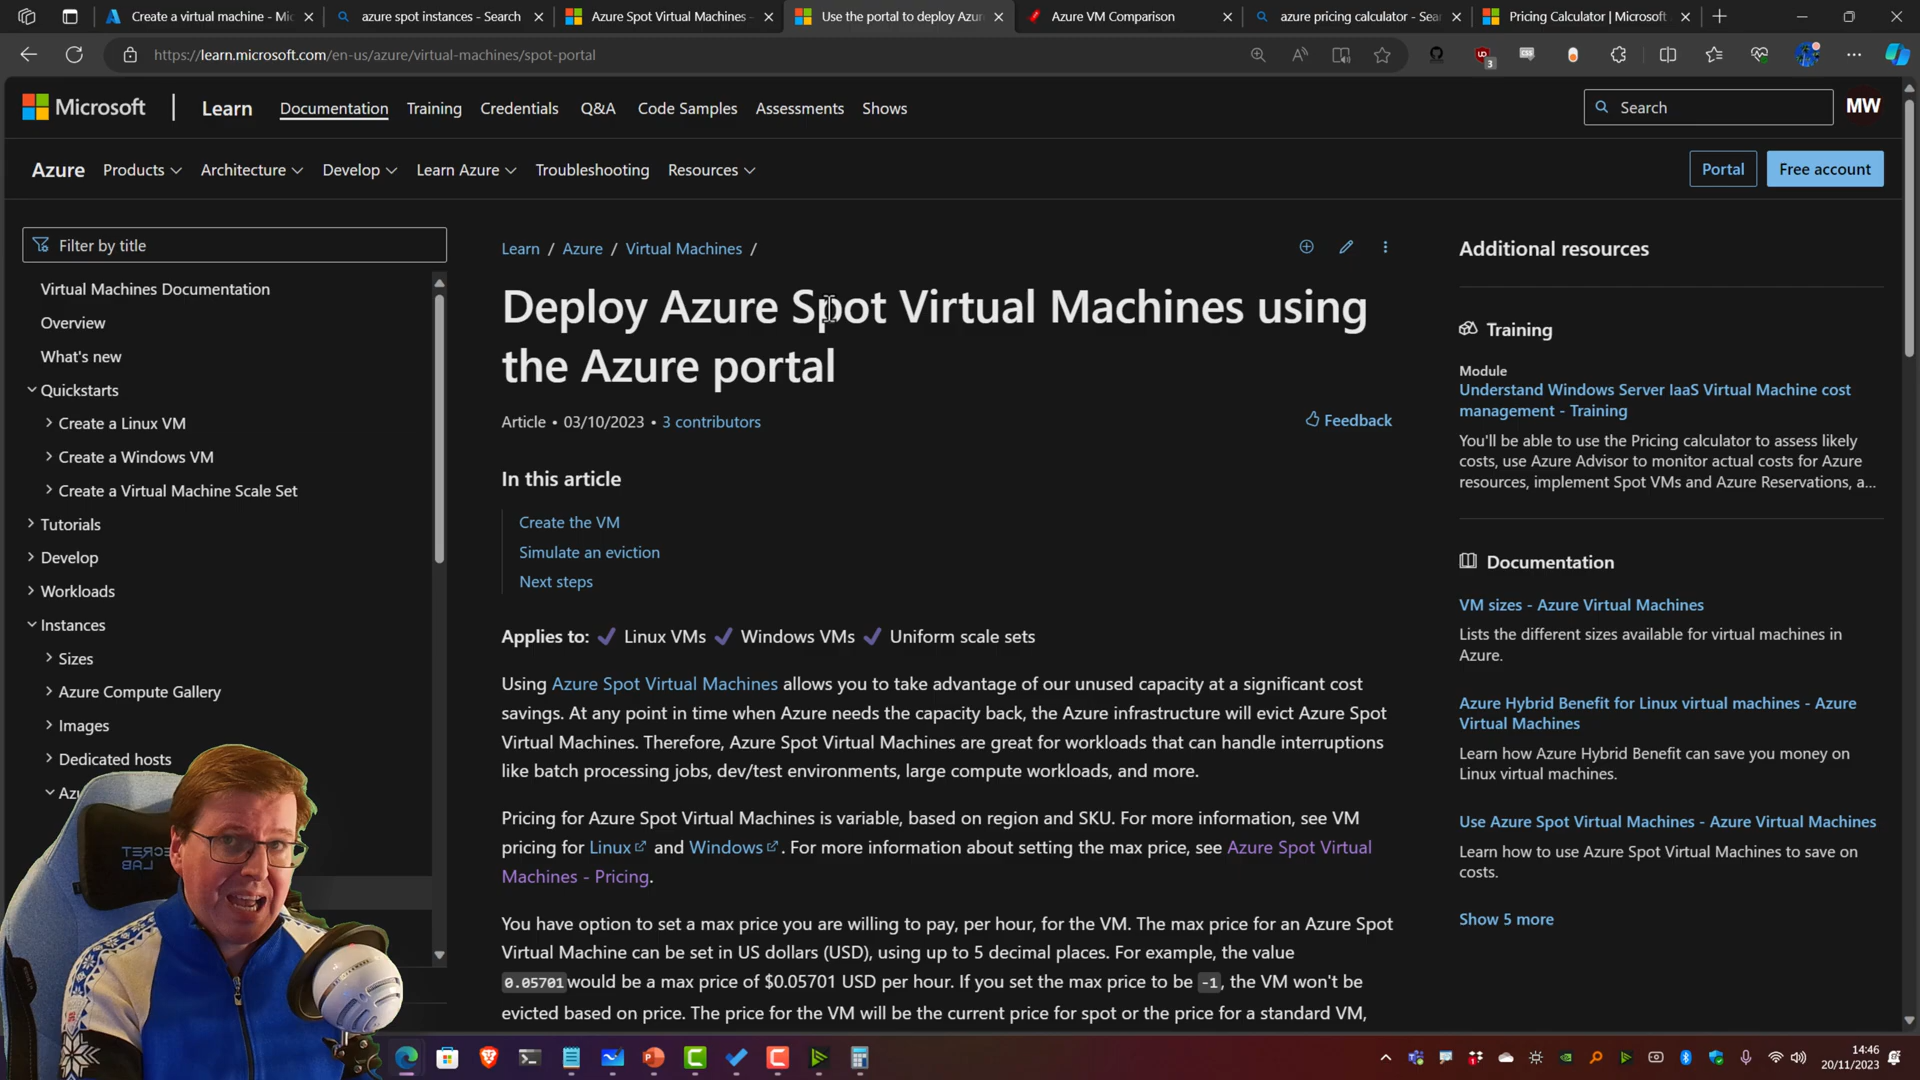 Create a virtual machine - Mic
azure spot instances - Search
Azure Spot Virtual Machines -
Use the portal to deploy Azur
Azure VM Comparison
azure pricing calculator - Sear
Pricing Calculator | Microsoft
https://learn.microsoft.com/en-us/azure/virtual-machines/spot-portal
3
Microsoft
Learn
Documentation
Training
Credentials
Q&A
Code Samples
Assessments
Shows
Search
MW
Azure
Products
Architecture
Develop
Learn Azure
Troubleshooting
Resources
Portal
Free account
Filter by title
Virtual Machines Documentation
Overview
What's new
Quickstarts
Create a Linux VM
Create a Windows VM
Create a Virtual Machine Scale Set
Tutorials
Develop
Workloads
Instances
Sizes
Azure Compute Gallery
Images
Dedicated hosts
SECRET
LAB
Learn / Azure / Virtual Machines /
Deploy Azure Spot Virtual Machines using
the Azure portal
Article • 03/10/2023 • 3 contributors
Feedback
In this article
Create the VM
Simulate an eviction
Next steps
Applies to: ✔ Linux VMs ✔ Windows VMs ✔ Uniform scale sets
Using Azure Spot Virtual Machines allows you to take advantage of our unused capacity at a significant cost
savings. At any point in time when Azure needs the capacity back, the Azure infrastructure will evict Azure Spot
Virtual Machines. Therefore, Azure Spot Virtual Machines are great for workloads that can handle interruptions
like batch processing jobs, dev/test environments, large compute workloads, and more.
Pricing for Azure Spot Virtual Machines is variable, based on region and SKU. For more information, see VM
pricing for Linux and Windows. For more information about setting the max price, see Azure Spot Virtual
Machines - Pricing.
You have option to set a max price you are willing to pay, per hour, for the VM. The max price for an Azure Spot
Virtual Machine can be set in US dollars (USD), using up to 5 decimal places. For example, the value
0.05701 would be a max price of $0.05701 USD per hour. If you set the max price to be -1, the VM won't be
evicted based on price. The price for the VM will be the current price for spot or the price for a standard VM,
Additional resources
Training
Module
Understand Windows Server IaaS Virtual Machine cost
management - Training
You'll be able to use the Pricing calculator to assess likely
costs, use Azure Advisor to monitor actual costs for Azure
resources, implement Spot VMs and Azure Reservations, a...
Documentation
VM sizes - Azure Virtual Machines
Lists the different sizes available for virtual machines in
Azure.
Azure Hybrid Benefit for Linux virtual machines - Azure
Virtual Machines
Learn how Azure Hybrid Benefit can save you money on
Linux virtual machines.
Use Azure Spot Virtual Machines - Azure Virtual Machines
Learn how to use Azure Spot Virtual Machines to save on
costs.
Show 5 more
14:46
20/11/2023